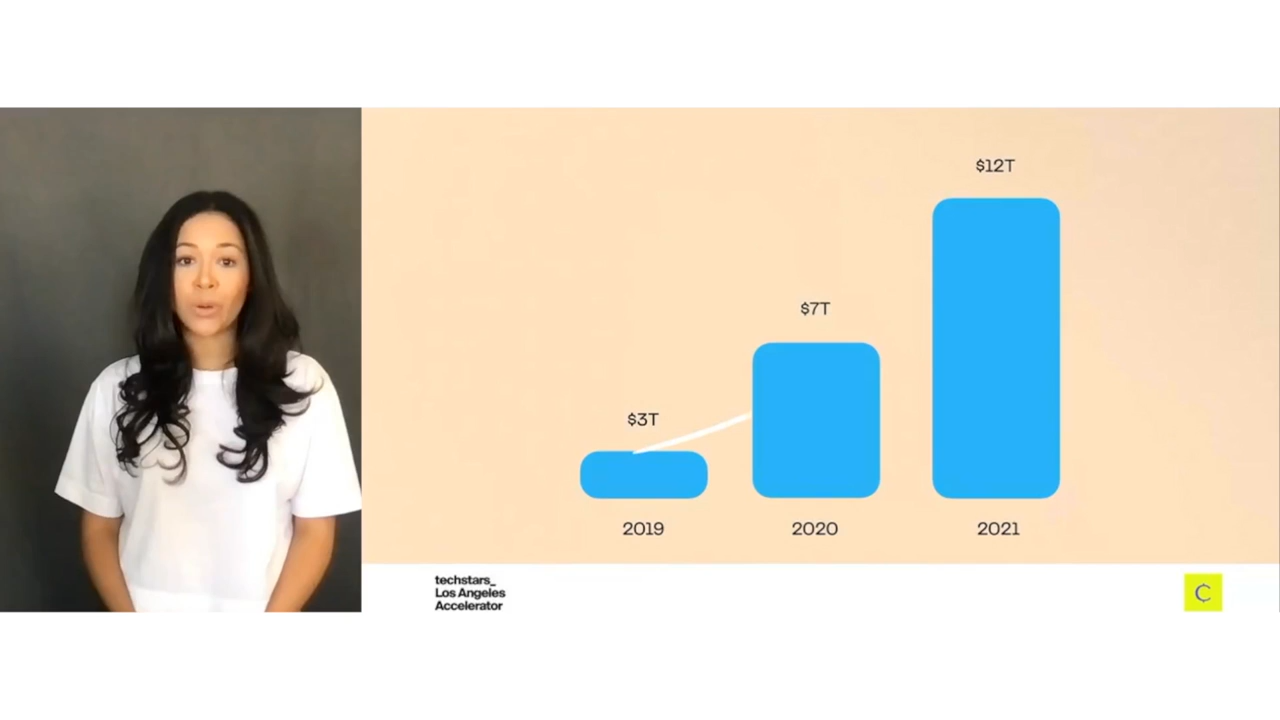 $12T
$7T
$3T
2019
2020
2021
techstars_
Los Angeles
Accelerator
₵